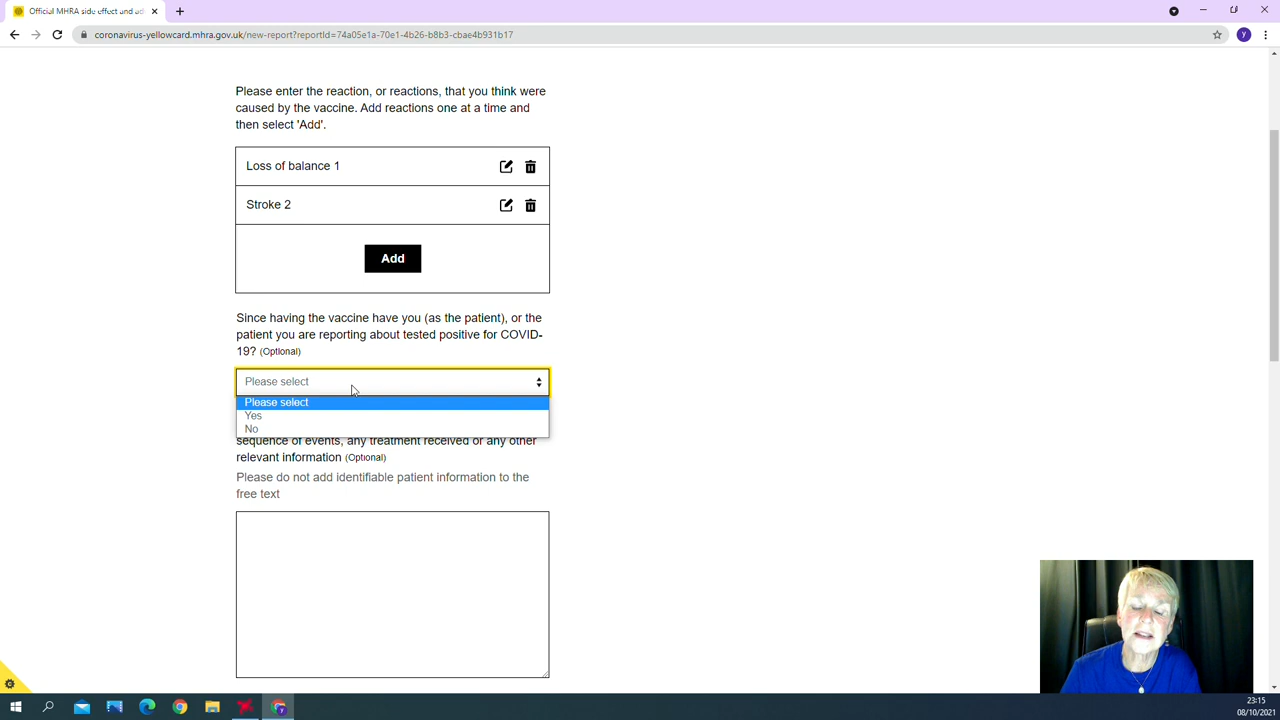 Official MHRA side effect and ad
coronavirus-yellowcard.mhra.gov.uk/new-report?reportId=74a05e1a-70e1-4b26-b8b3-cbae4b931b17
y
Please enter the reaction, or reactions, that you think were
caused by the vaccine. Add reactions one at a time and
then select 'Add'.
Loss of balance 1
Stroke 2
Add
Since having the vaccine have you (as the patient), or the
patient you are reporting about tested positive for COVID-
19? (Optional)
Please select
Please select
Yes
No
sequence of events, any treatment received or any other
relevant information (Optional)
Please do not add identifiable patient information to the
free text
23:15
08/10/2021